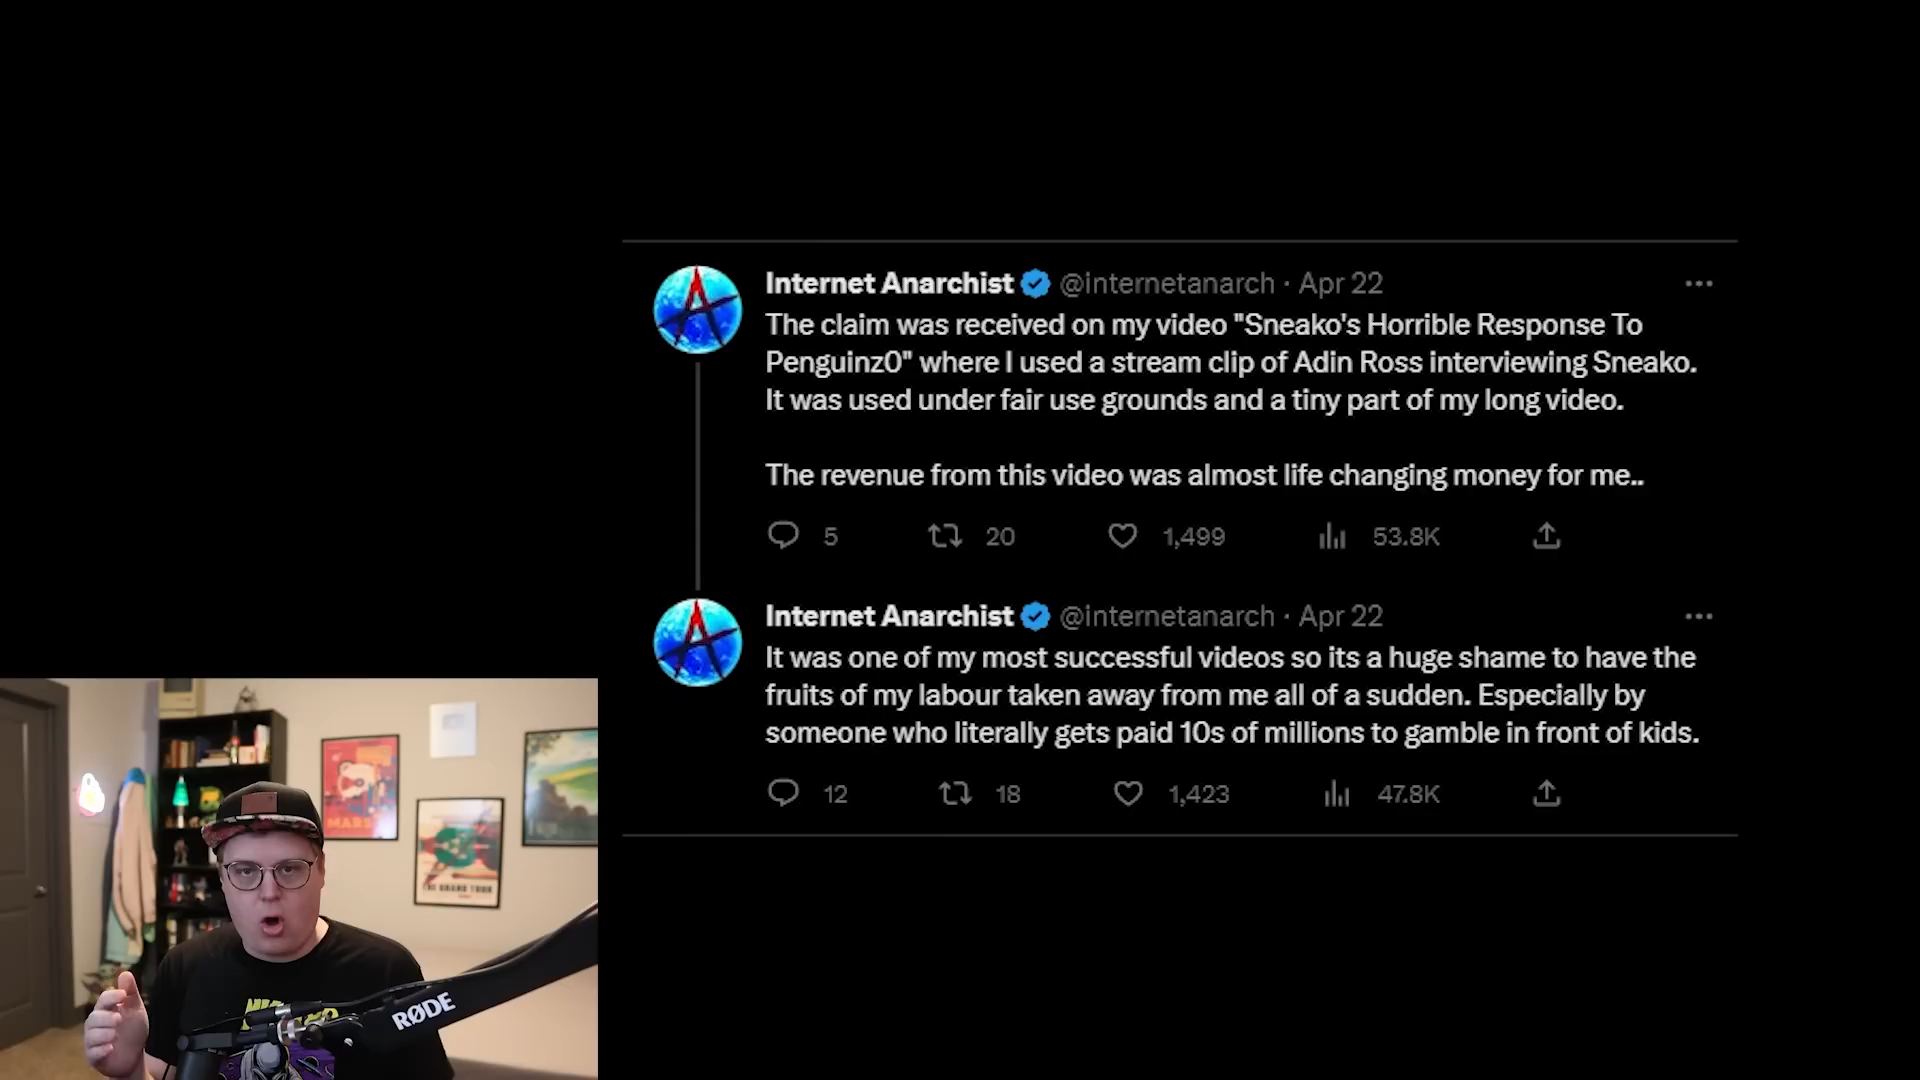 Internet Anarchist @internetanarch · Apr 22
The claim was received on my video "Sneako's Horrible Response To
Penguinz0" where I used a stream clip of Adin Ross interviewing Sneako.
It was used under fair use grounds and a tiny part of my long video.
The revenue from this video was almost life changing money for me..
5 20 1,499 53.8K
Internet Anarchist @internetanarch · Apr 22
It was one of my most successful videos so its a huge shame to have the
fruits of my labour taken away from me all of a sudden. Especially by
someone who literally gets paid 10s of millions to gamble in front of kids.
12 18 1,423 47.8K
MARS
THE GRAND TOUR
RØDE